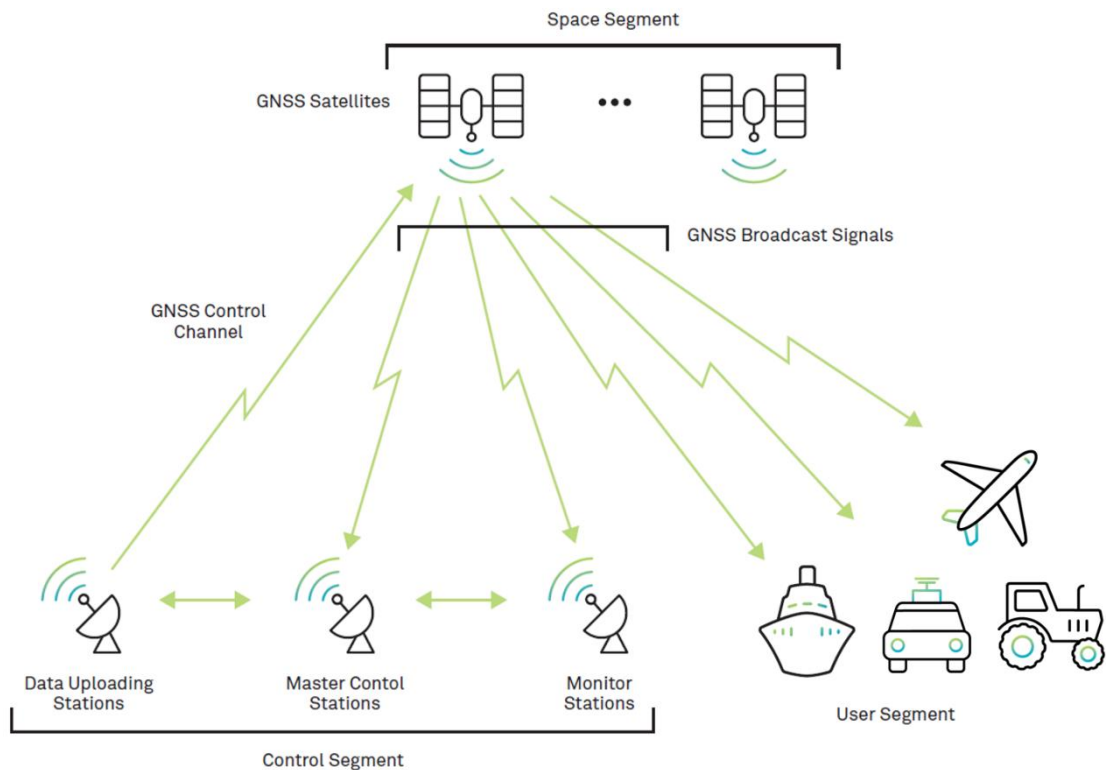 Space Segment
GNSS Satellites
GNSS Broadcast Signals
GNSS Control
Channel
Data Uploading
Stations
Master Contol
Stations
Monitor
Stations
User Segment
Control Segment